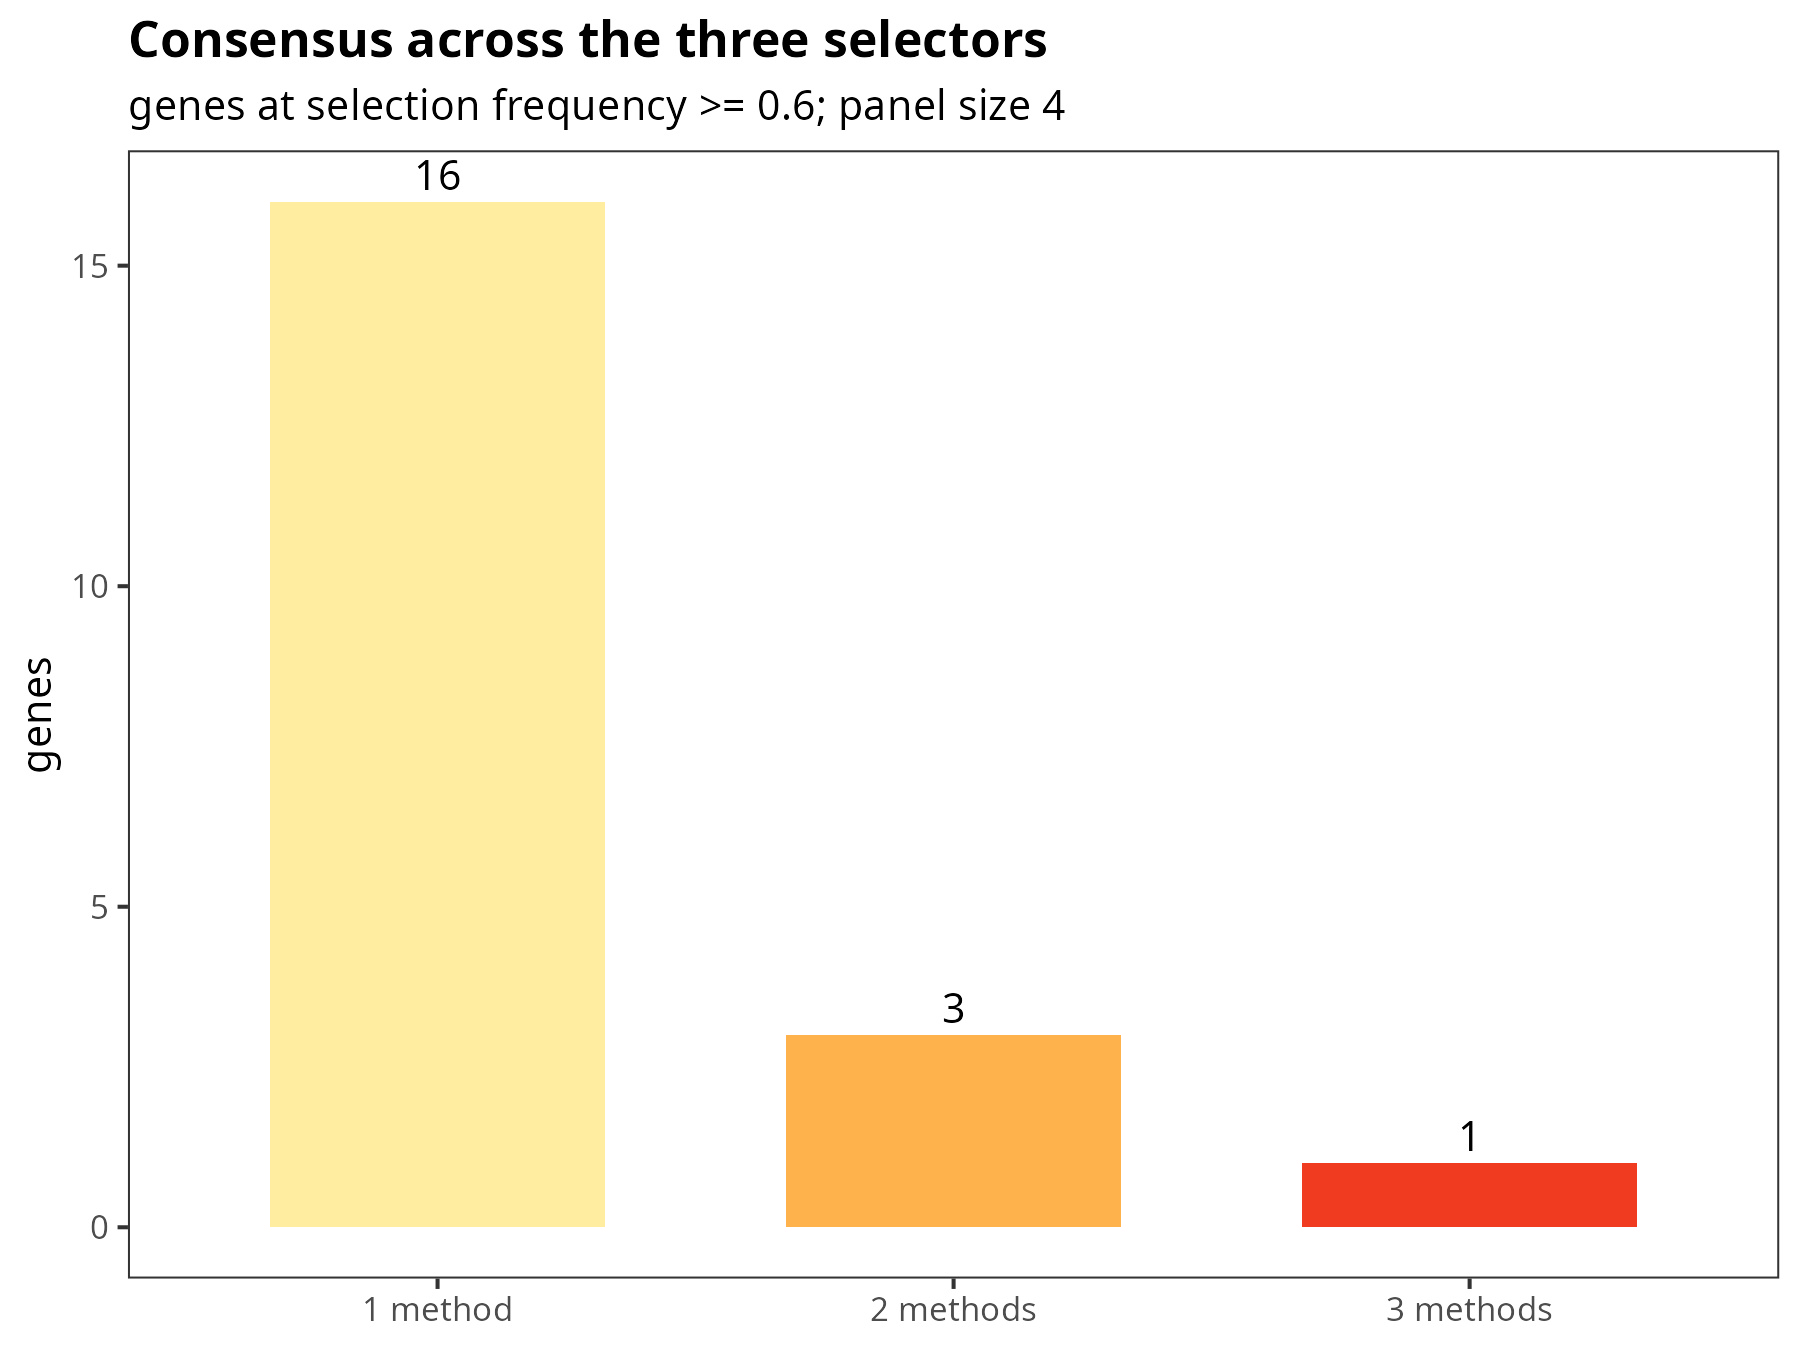 Consensus across the three selectors
genes at selection frequency >= 0.6; panel size 4
16
15
10
genes
5
3
1
0
1 method
2 methods
3 methods